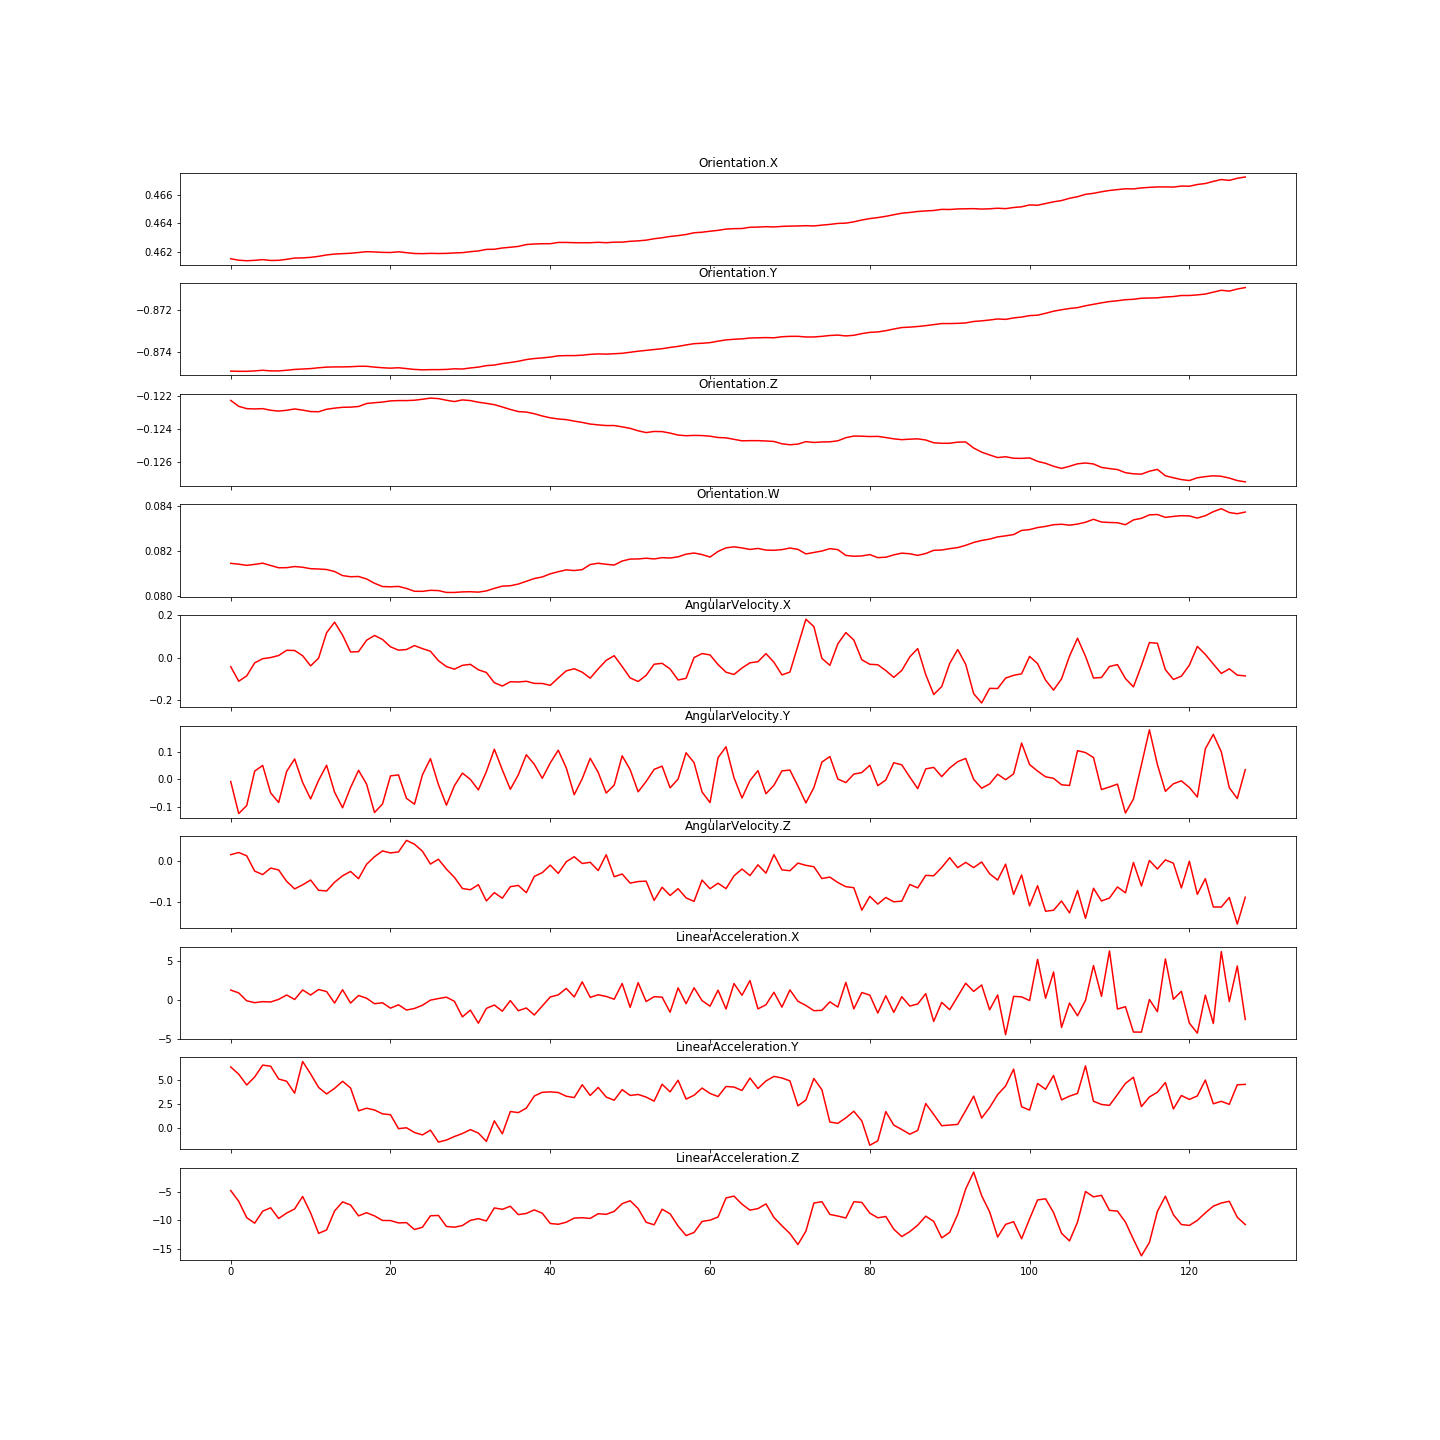 Orientation.X
0.466
0.464
0.462
Orientation.Y
−0.872
−0.874
Orientation.Z
−0.122
−0.124
−0.126
Orientation.W
0.084
0.082
0.080
AngularVelocity.X
0.2
0.0
−0.2
AngularVelocity.Y
0.1
0.0
−0.1
AngularVelocity.Z
0.0
−0.1
LinearAcceleration.X
5
0
−5
LinearAcceleration.Y
5.0
2.5
0.0
LinearAcceleration.Z
−5
−10
−15
0 20 40 60 80 100 120